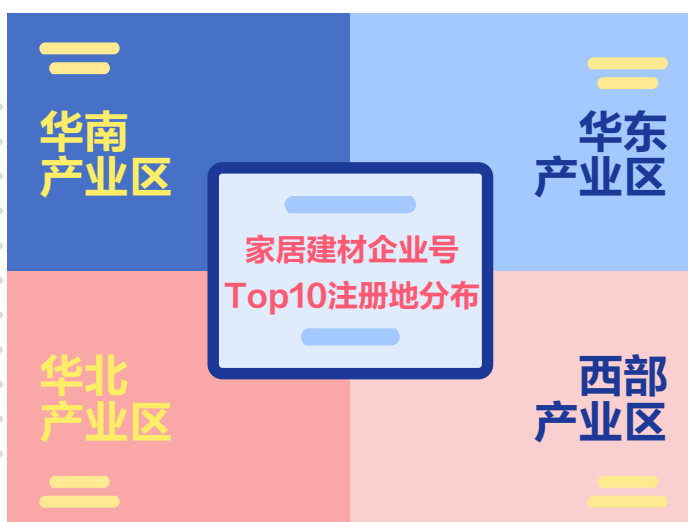 华南
产业区
华东
产业区
家居建材企业号
Top10注册地分布
华北
产业区
西部
产业区